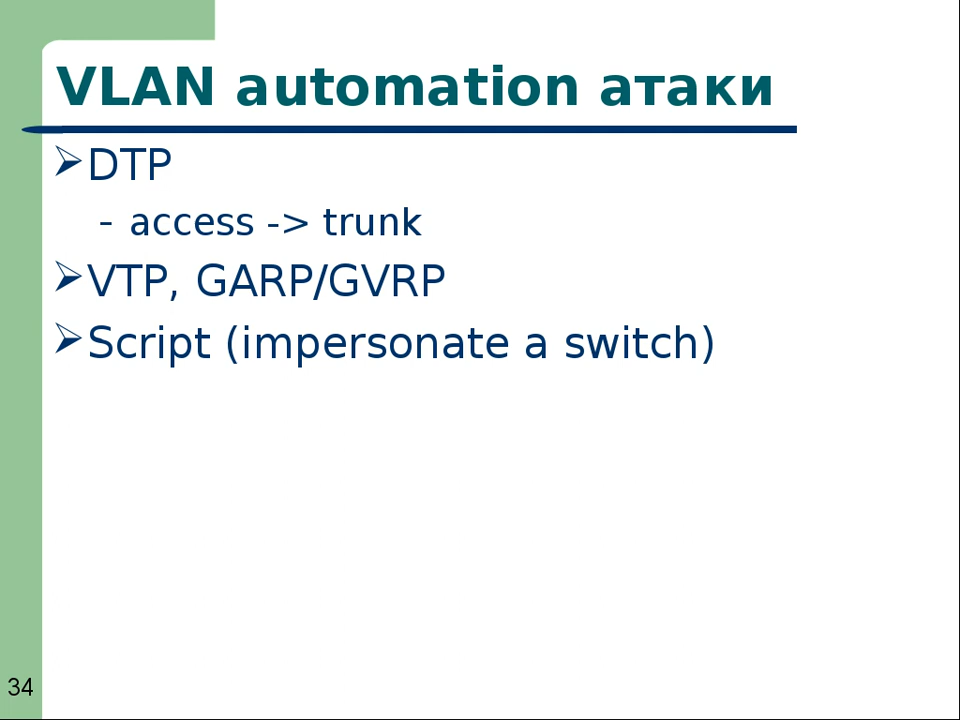 VLAN automation атаки
DTP
- access -> trunk
VTP, GARP/GVRP
Script (impersonate a switch)
34